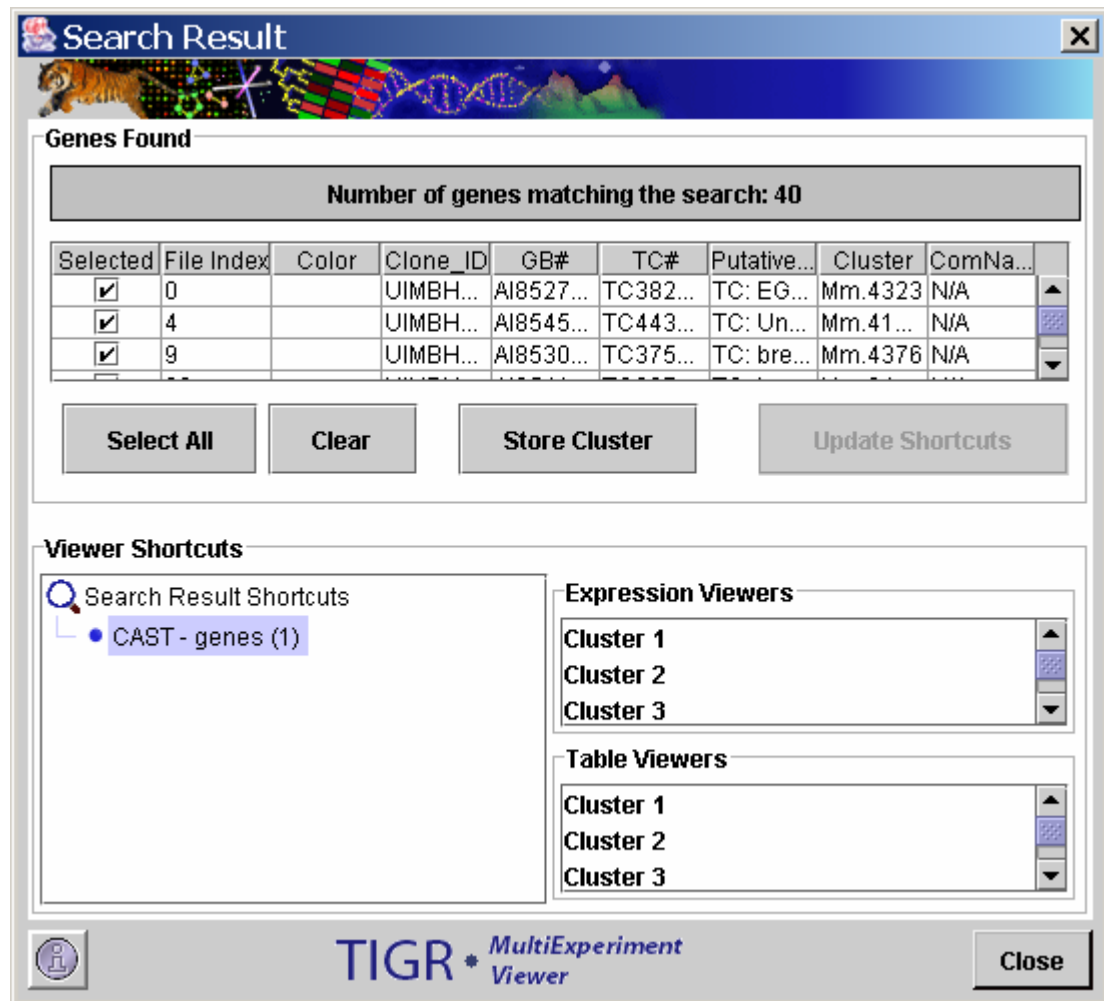 Search Result
Genes Found
Number of genes matching the search: 40
Selected File Index Color Clone_ID GB# TC# Putative... Cluster ComNa...
0 UIMBH... AI8527... TC382... TC: EG... Mm.4323 N/A
4 UIMBH... AI8545... TC443... TC: Un... Mm.41... N/A
9 UIMBH... AI8530... TC375... TC: bre... Mm.4376 N/A
Select All Clear Store Cluster Update Shortcuts
Viewer Shortcuts
Search Result Shortcuts
CAST - genes (1)
Expression Viewers
Cluster 1
Cluster 2
Cluster 3
Table Viewers
Cluster 1
Cluster 2
Cluster 3
TIGR MultiExperiment
Viewer
Close